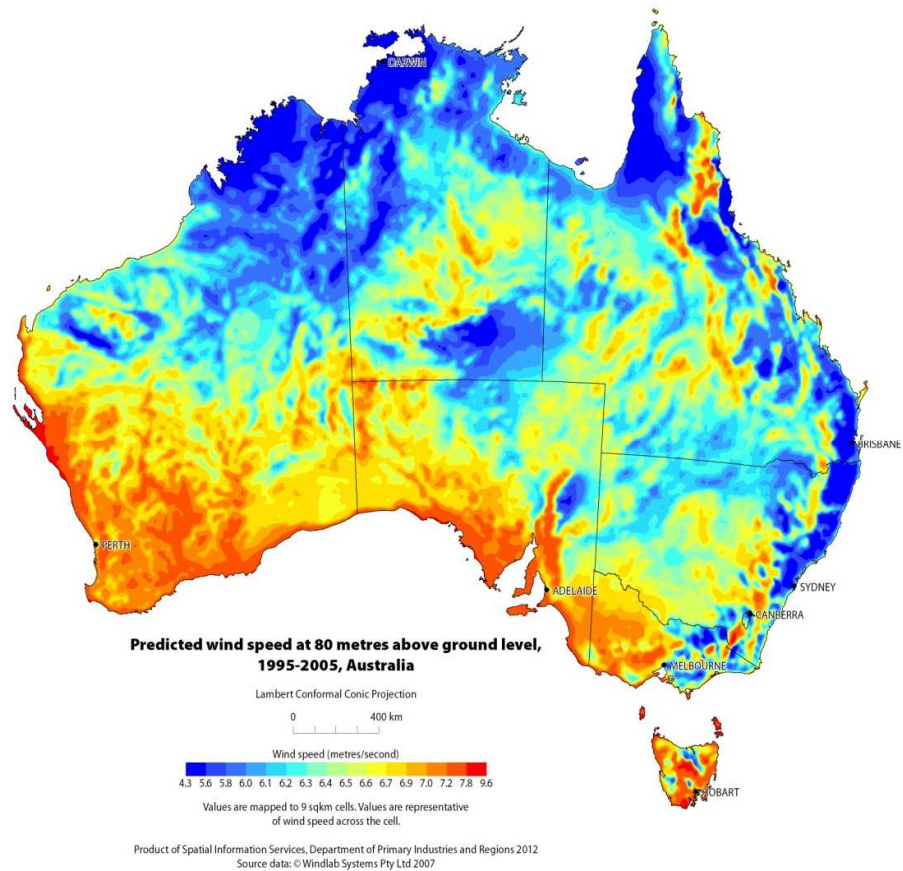 DARWIN
BRISBANE
PERTH
ADELAIDE
SYDNEY
CANBERRA
MELBOURNE
HOBART
Predicted wind speed at 80 metres above ground level,
1995-2005, Australia
Lambert Conformal Conic Projection
0 400 km
Wind speed (metres/second)
4.3 5.6 5.8 6.0 6.1 6.2 6.3 6.4 6.5 6.6 6.7 6.9 7.0 7.2 7.8 9.6
Values are mapped to 9 sqkm cells. Values are representative
of wind speed across the cell.
Product of Spatial Information Services, Department of Primary Industries and Regions 2012
Source data: © Windlab Systems Pty Ltd 2007